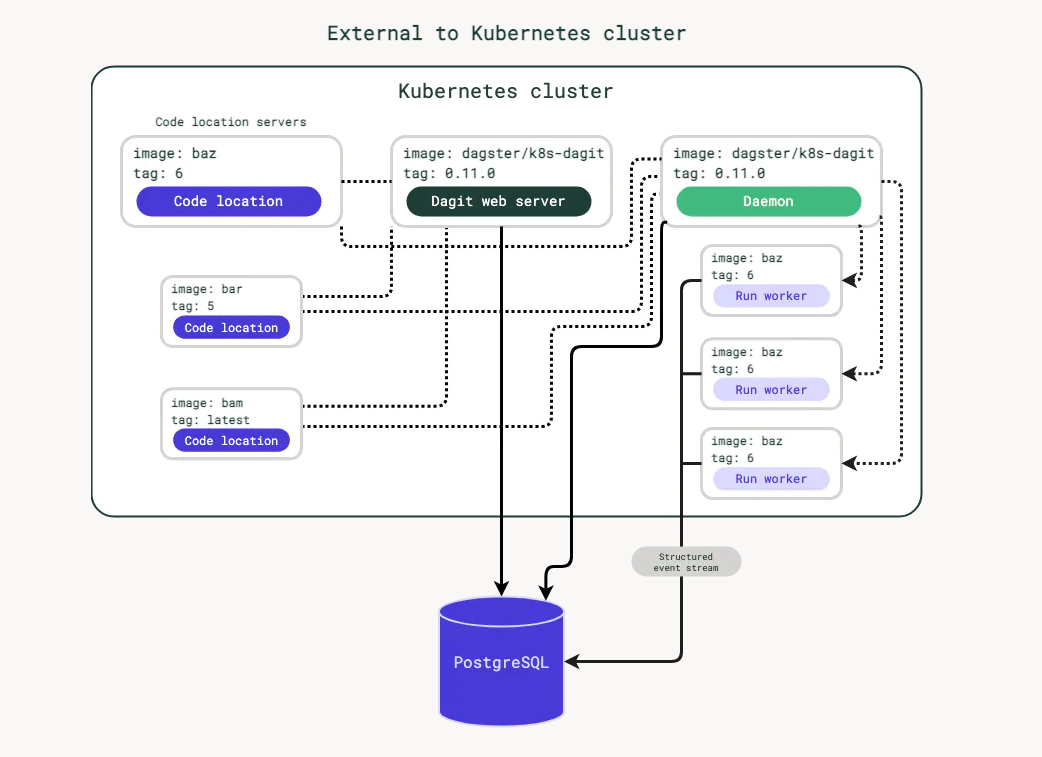 External to Kubernetes cluster
Kubernetes cluster
Code location servers
image: baz
tag: 6
Code location
image: dagster/k8s-dagit
tag: 0.11.0
Dagit web server
image: dagster/k8s-dagit
tag: 0.11.0
Daemon
image: bar
tag: 5
Code location
image: bam
tag: latest
Code location
image: baz
tag: 6
Run worker
image: baz
tag: 6
Run worker
image: baz
tag: 6
Run worker
Structured
event stream
PostgreSQL